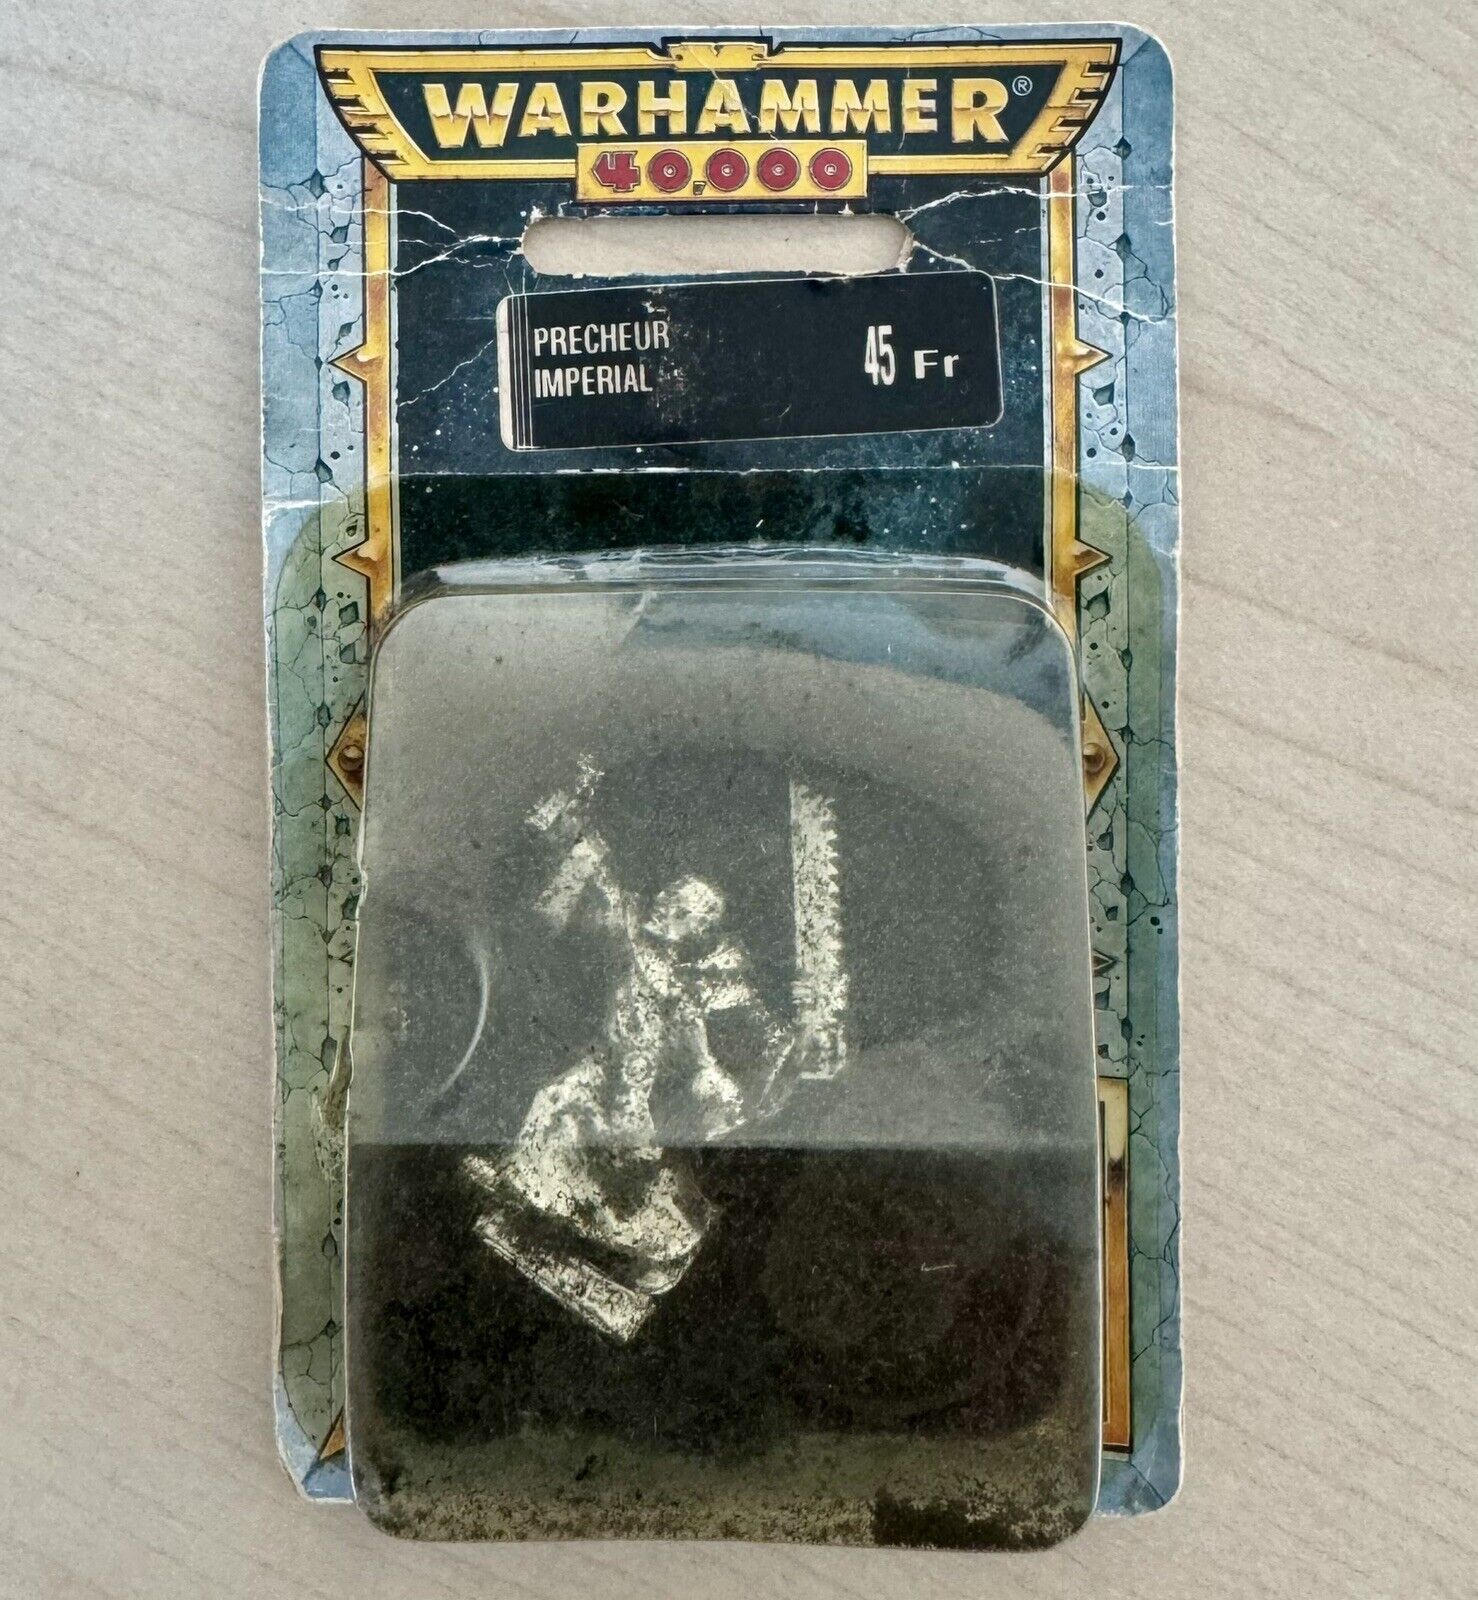 WARHAMMER®
40,000
PRECHEUR
IMPERIAL
45 Fr